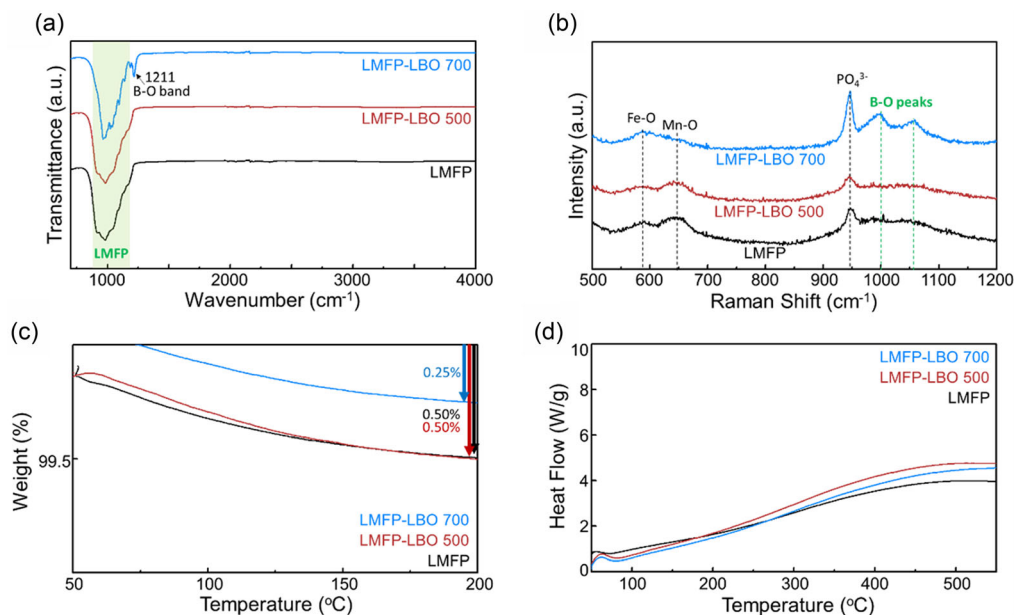 (a)
Transmittance (a.u.)
LMFP-LBO 700
1211
B-O band
LMFP-LBO 500
LMFP
LMFP
1000 2000 3000 4000
Wavenumber (cm⁻¹)
(b)
Intensity (a.u.)
PO₄³⁻
B-O peaks
Fe-O
Mn-O
LMFP-LBO 700
LMFP-LBO 500
LMFP
500 600 700 800 900 1000 1100 1200
Raman Shift (cm⁻¹)
(c)
Weight (%)
0.25%
0.50%
0.50%
99.5
LMFP-LBO 700
LMFP-LBO 500
LMFP
50 100 150 200
Temperature (°C)
(d)
Heat Flow (W/g)
10
8
6
4
2
0
LMFP-LBO 700
LMFP-LBO 500
LMFP
100 200 300 400 500
Temperature (°C)